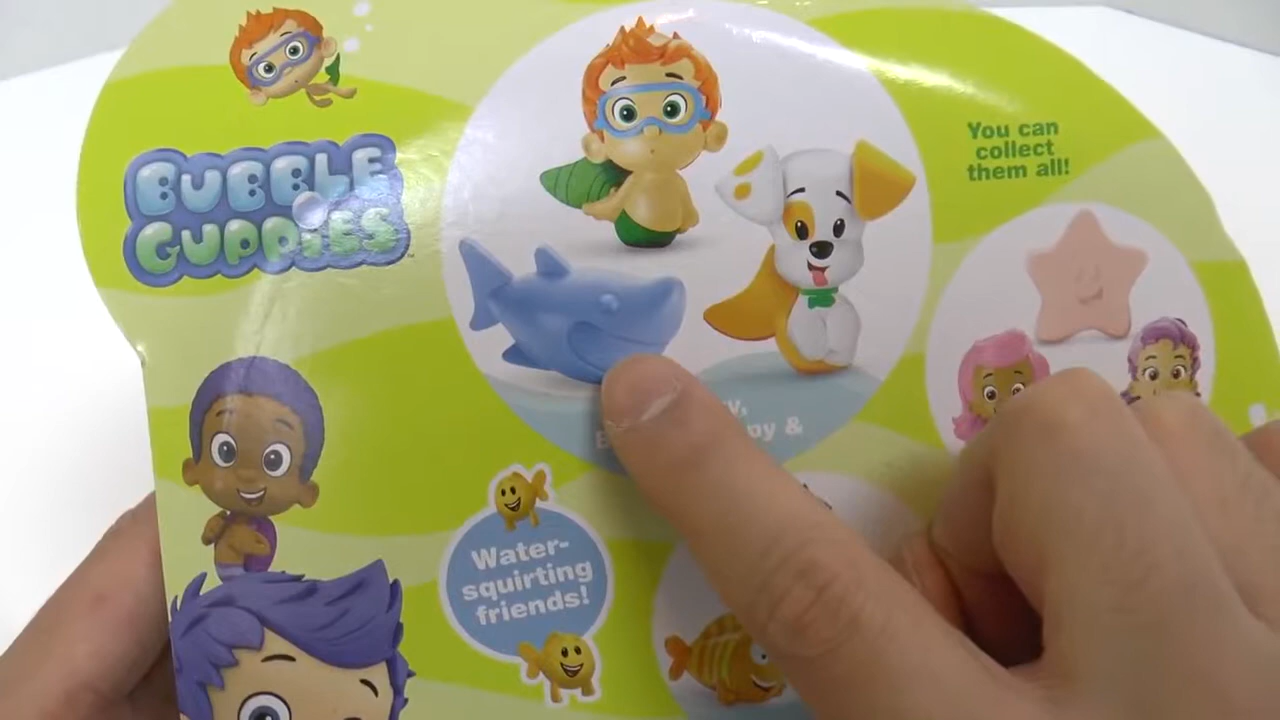 BUBBLE
GUPPIES
You can
collect
them all!
&
Water-
squirting
friends!